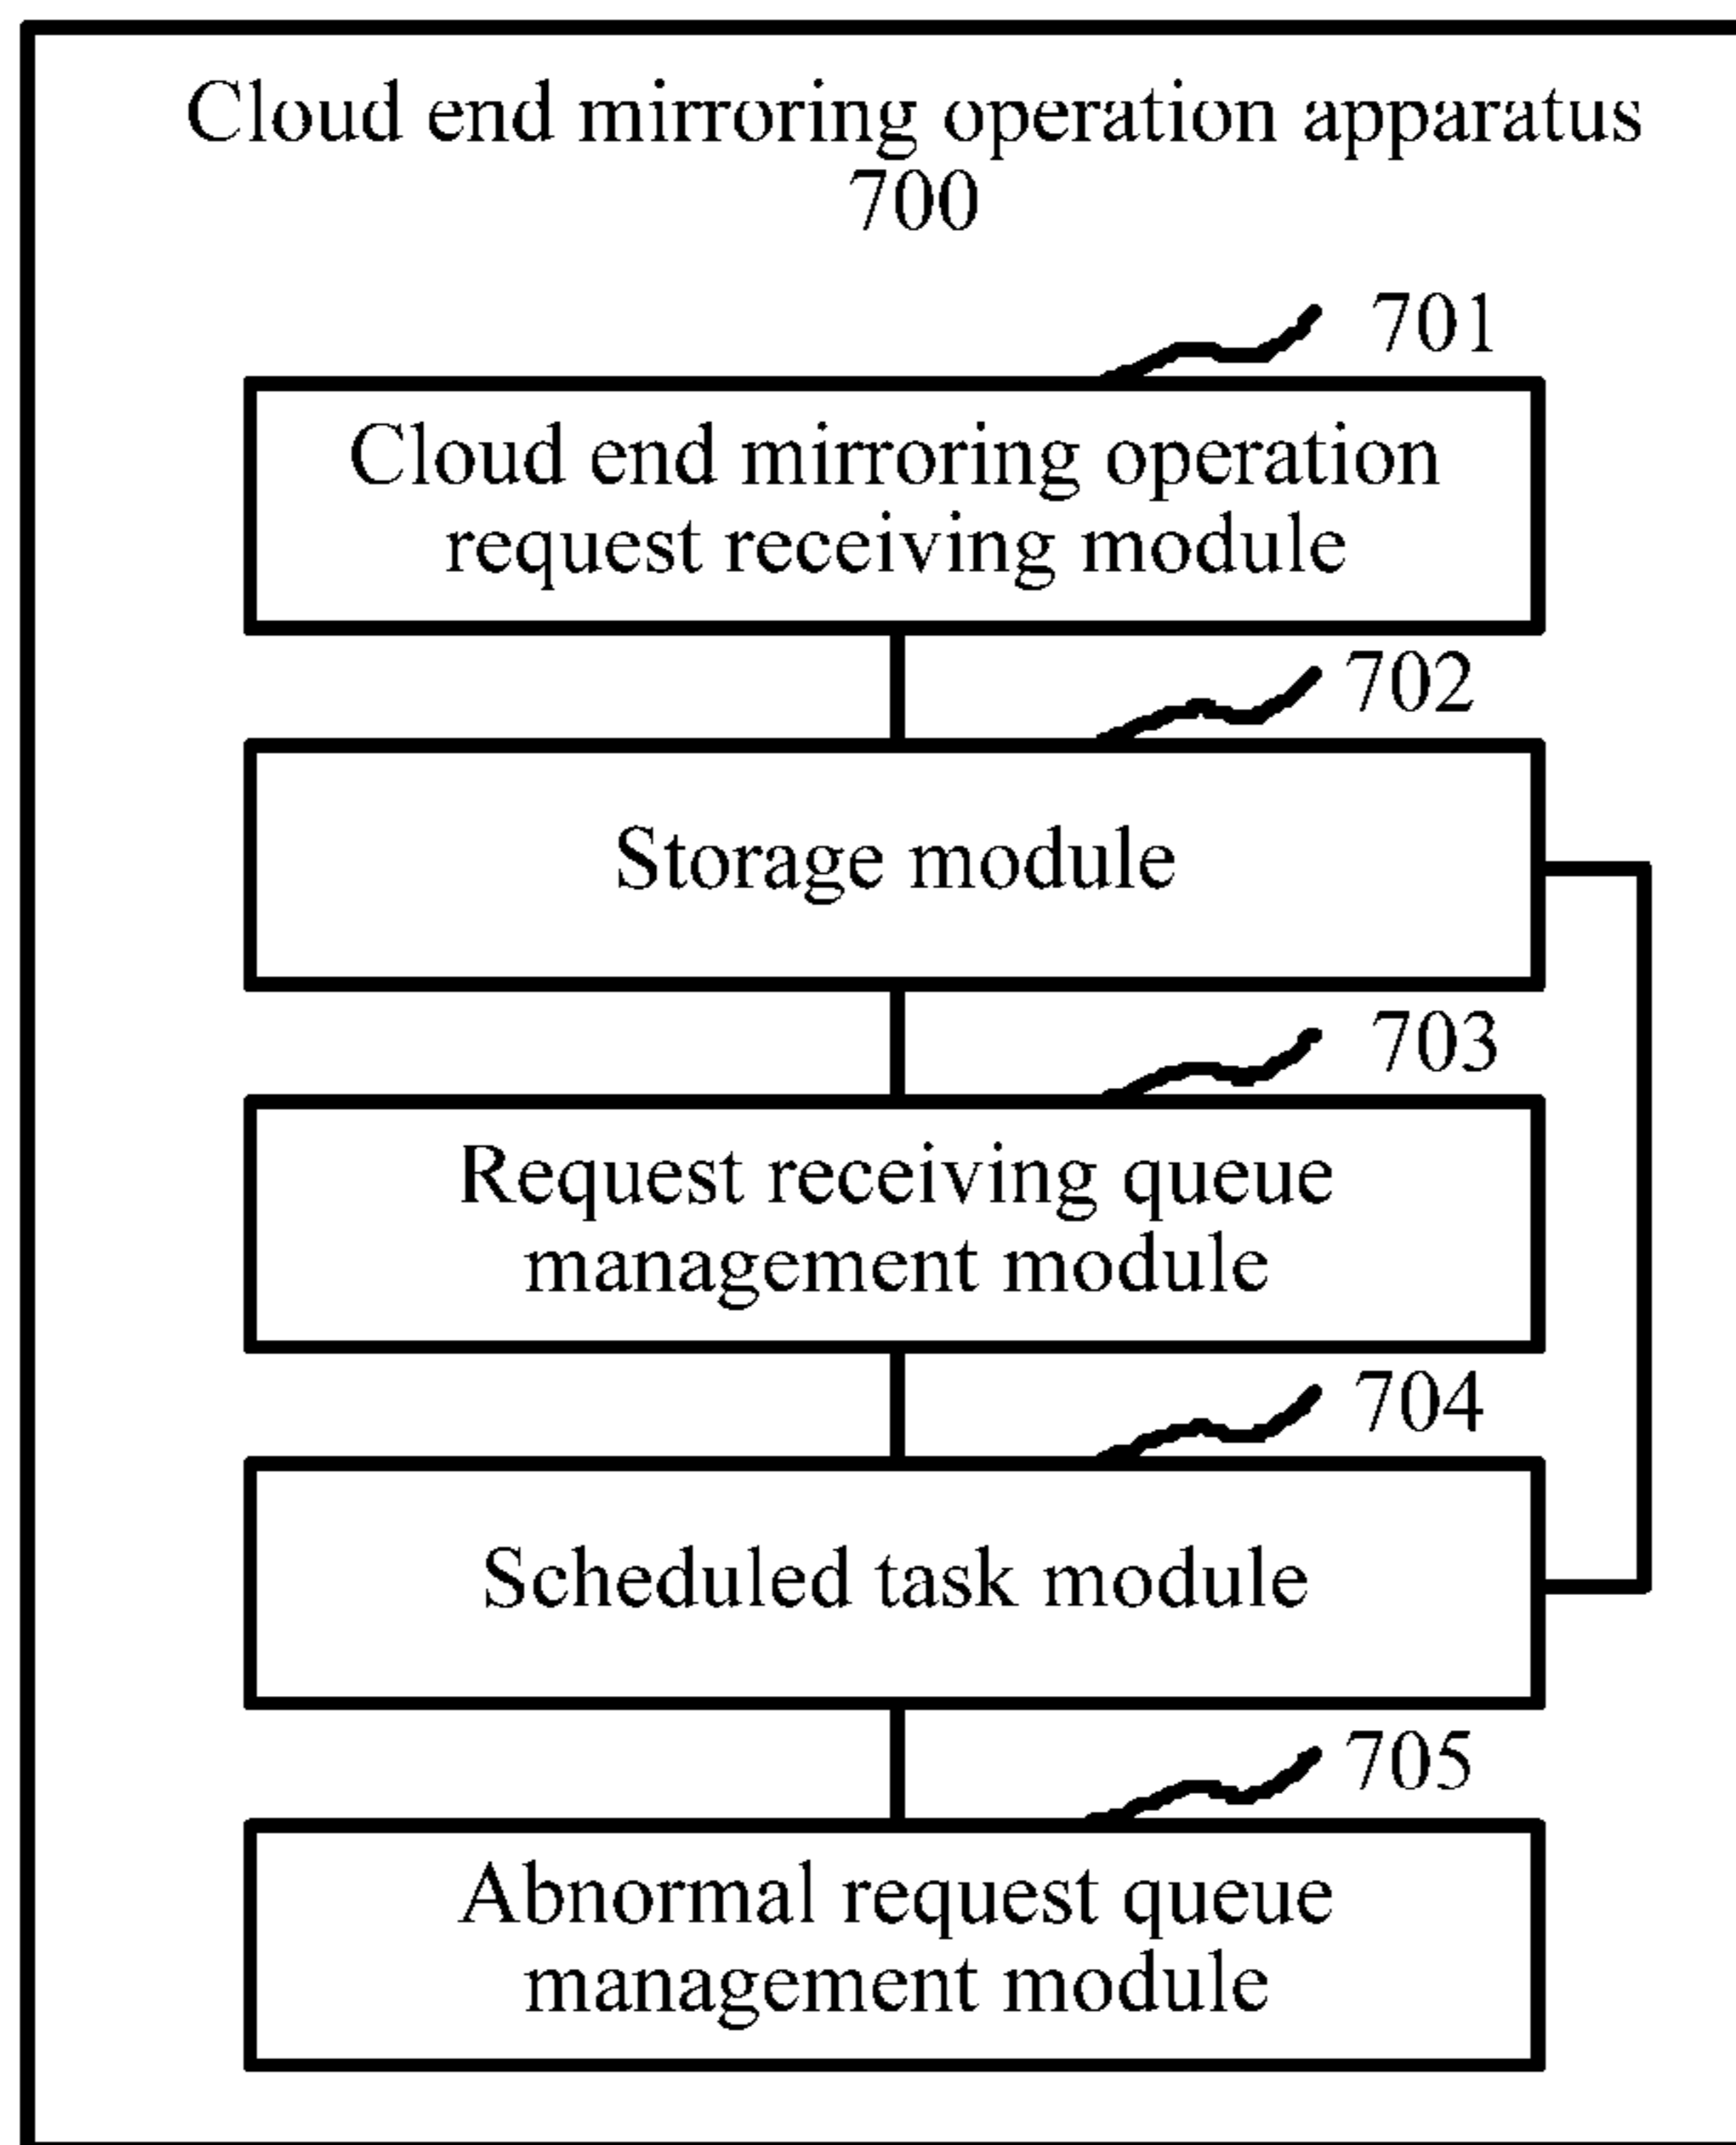 Cloud end mirroring operation apparatus
700
701
Cloud end mirroring operation
request receiving module
702
Storage module
703
Request receiving queue
management module
704
Scheduled task module
705
Abnormal request queue
management module